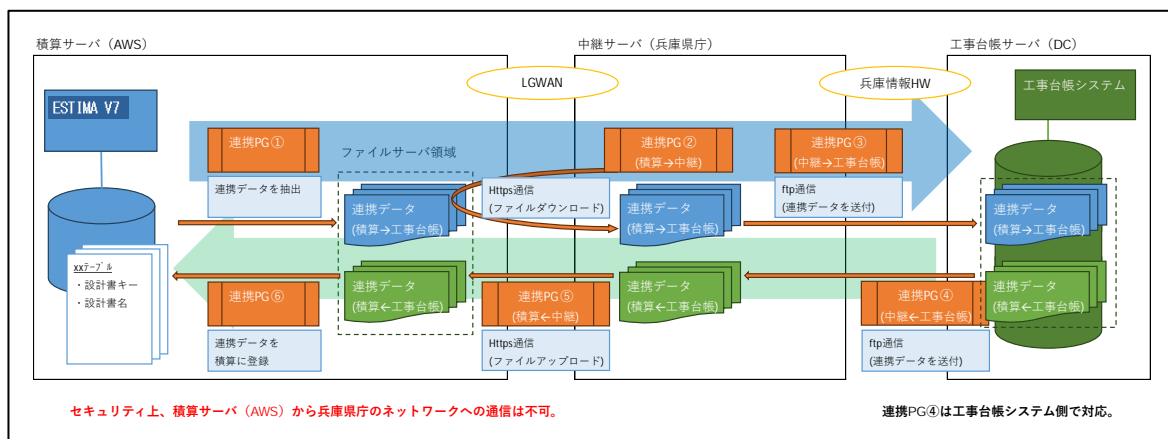 積算サーバ（AWS）
中継サーバ（兵庫県庁）
工事台帳サーバ（DC）
LGWAN
兵庫情報HW
ESTIMA V7
工事台帳システム
連携PG①
ファイルサーバ領域
連携PG②
(積算→中継)
連携PG③
(中継→工事台帳)
連携データを抽出
Https通信
(ファイルダウンロード)
ftp通信
(連携データを送付)
連携データ
(積算→工事台帳)
連携データ
(積算→工事台帳)
連携データ
(積算→工事台帳)
xxテーブル
・設計書キー
・設計書名
連携データ
(積算←工事台帳)
連携データ
(積算←工事台帳)
連携データ
(積算←工事台帳)
連携PG⑥
連携PG⑤
(積算←中継)
連携PG④
(中継←工事台帳)
連携データを
積算に登録
Https通信
(ファイルアップロード)
ftp通信
(連携データを送付)
セキュリティ上、積算サーバ（AWS）から兵庫県庁のネットワークへの通信は不可。
連携PG④は工事台帳システム側で対応。